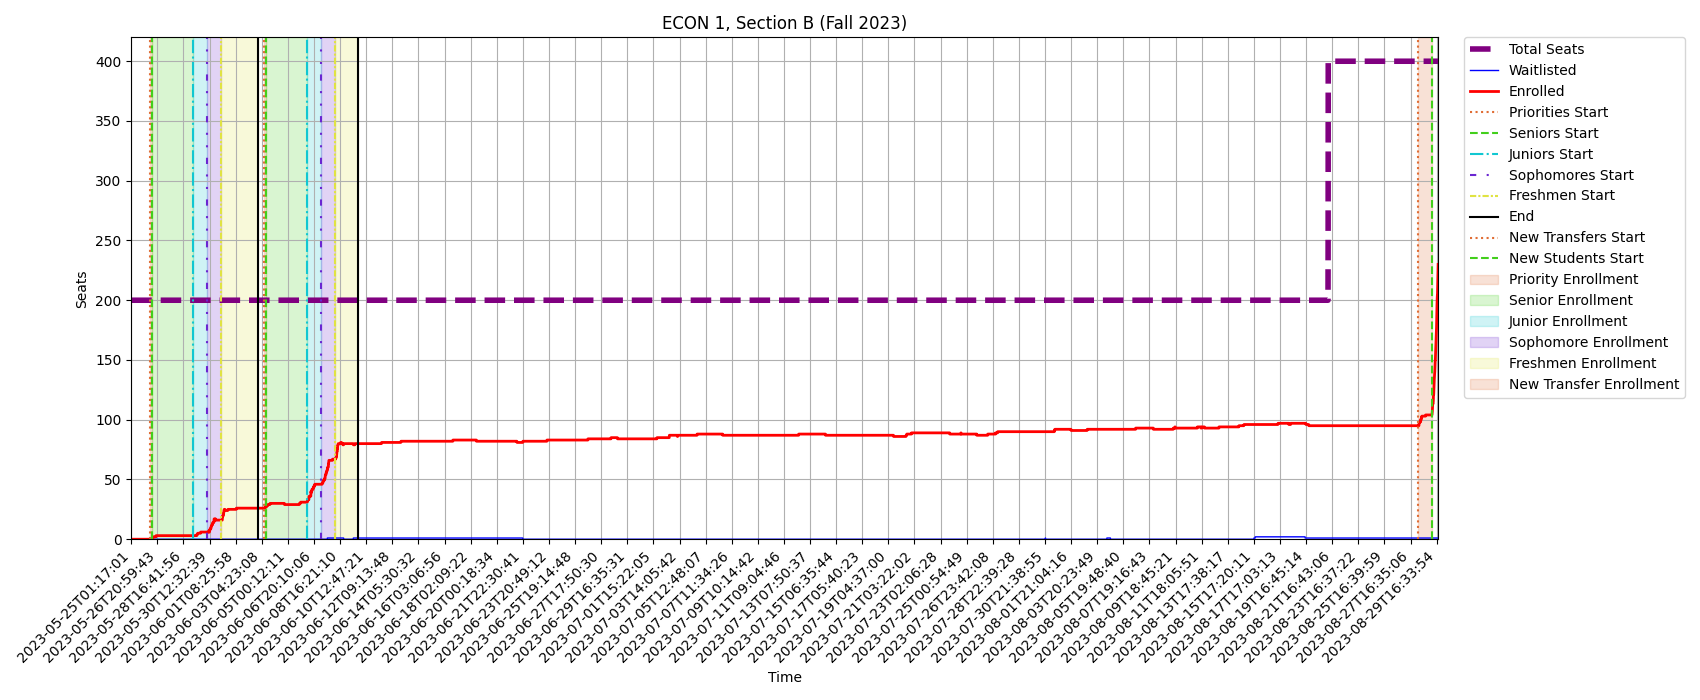 ECON 1, Section B (Fall 2023)
Seats
400
350
300
250
200
150
100
50
0
2023-05-25T01:17:01
2023-05-26T20:59:43
2023-05-28T16:41:56
2023-05-30T12:32:39
2023-06-01T08:25:58
2023-06-03T04:23:09
2023-06-05T00:12:11
2023-06-06T20:10:06
2023-06-08T16:21:10
2023-06-10T12:47:21
2023-06-12T09:13:48
2023-06-14T05:30:32
2023-06-16T03:06:56
2023-06-18T02:09:22
2023-06-20T00:18:34
2023-06-21T22:30:41
2023-06-23T20:49:12
2023-06-25T19:14:48
2023-06-27T17:50:30
2023-06-29T16:35:31
2023-07-01T15:22:05
2023-07-03T14:05:42
2023-07-05T12:48:07
2023-07-07T11:34:26
2023-07-09T10:14:42
2023-07-11T09:04:46
2023-07-13T07:50:37
2023-07-15T06:35:44
2023-07-17T05:40:23
2023-07-19T04:37:00
2023-07-21T03:22:02
2023-07-23T02:06:28
2023-07-25T00:54:49
2023-07-26T23:42:08
2023-07-28T22:39:28
2023-07-30T21:38:55
2023-08-01T21:04:16
2023-08-03T20:23:49
2023-08-05T19:48:40
2023-08-07T19:16:43
2023-08-09T18:45:21
2023-08-11T18:05:51
2023-08-13T17:38:17
2023-08-15T17:20:11
2023-08-17T17:03:13
2023-08-19T16:45:14
2023-08-21T16:43:06
2023-08-23T16:37:22
2023-08-25T16:39:59
2023-08-27T16:35:06
2023-08-29T16:33:54
Time
Total Seats
Waitlisted
Enrolled
Priorities Start
Seniors Start
Juniors Start
Sophomores Start
Freshmen Start
End
New Transfers Start
New Students Start
Priority Enrollment
Senior Enrollment
Junior Enrollment
Sophomore Enrollment
Freshmen Enrollment
New Transfer Enrollment